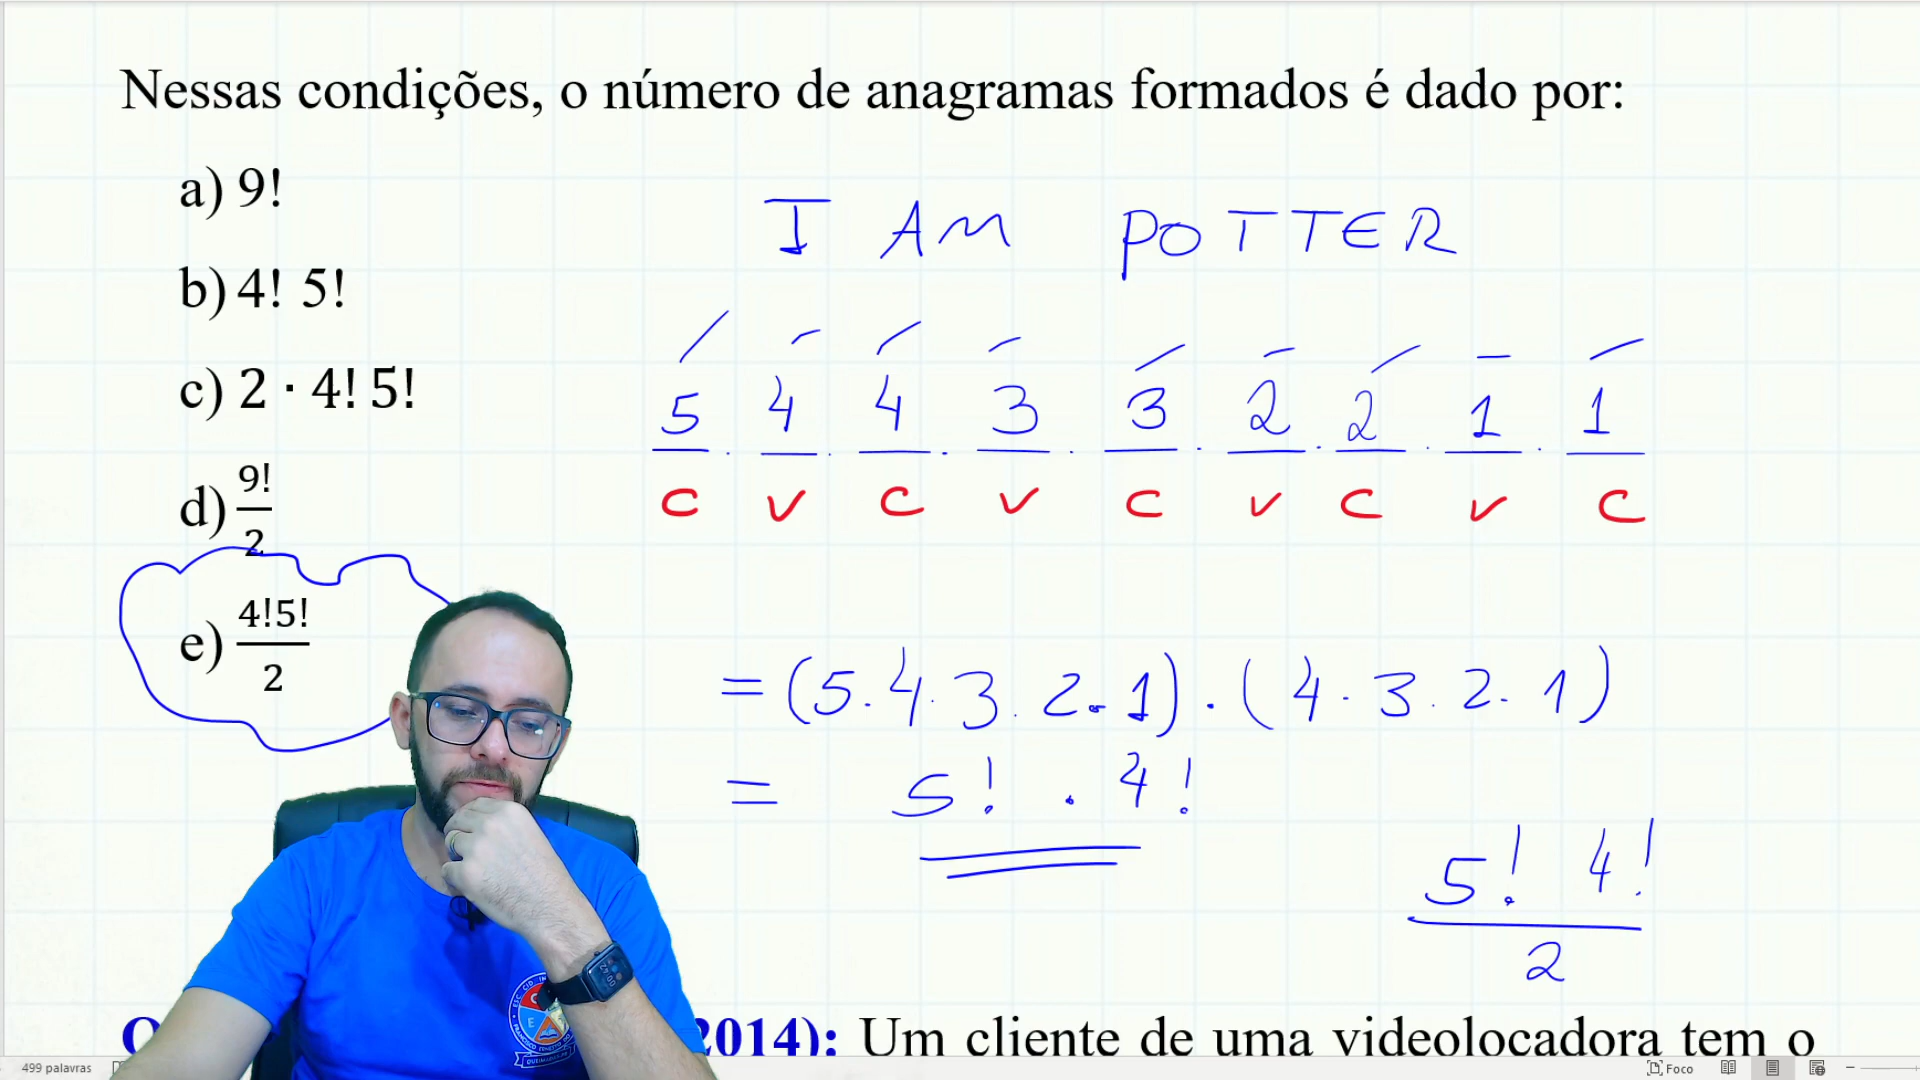 Nessas condições, o número de anagramas formados é dado por:
a) 9!
b) 4! 5!
c) 2 · 4! 5!
d) 9!/2
e) 4!5!/2
I AM POTTER
5 . 4 . 4 . 3 . 3 . 2 . 2 . 1 . 1
C V C V C V C V C
= (5.4.3.2.1) . (4.3.2.1)
= 5! . 4!
5! 4!
2
2014): Um cliente de uma videolocadora tem o
499 palavras
Foco